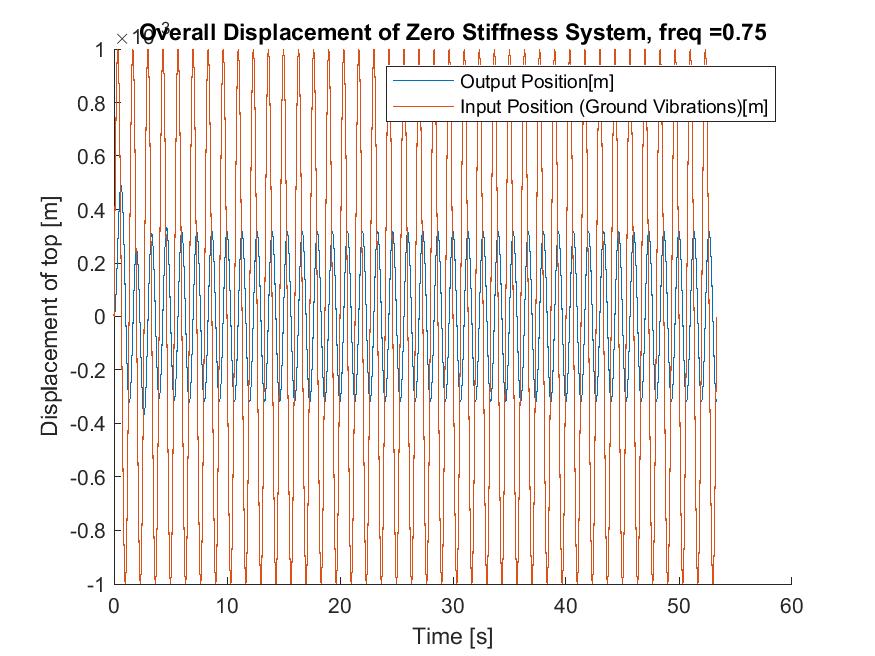 ×10-3
Overall Displacement of Zero Stiffness System, freq =0.75
Output Position[m]
Input Position (Ground Vibrations)[m]
1
0.8
0.6
0.4
0.2
0
-0.2
-0.4
-0.6
-0.8
-1
Displacement of top [m]
0 10 20 30 40 50 60
Time [s]